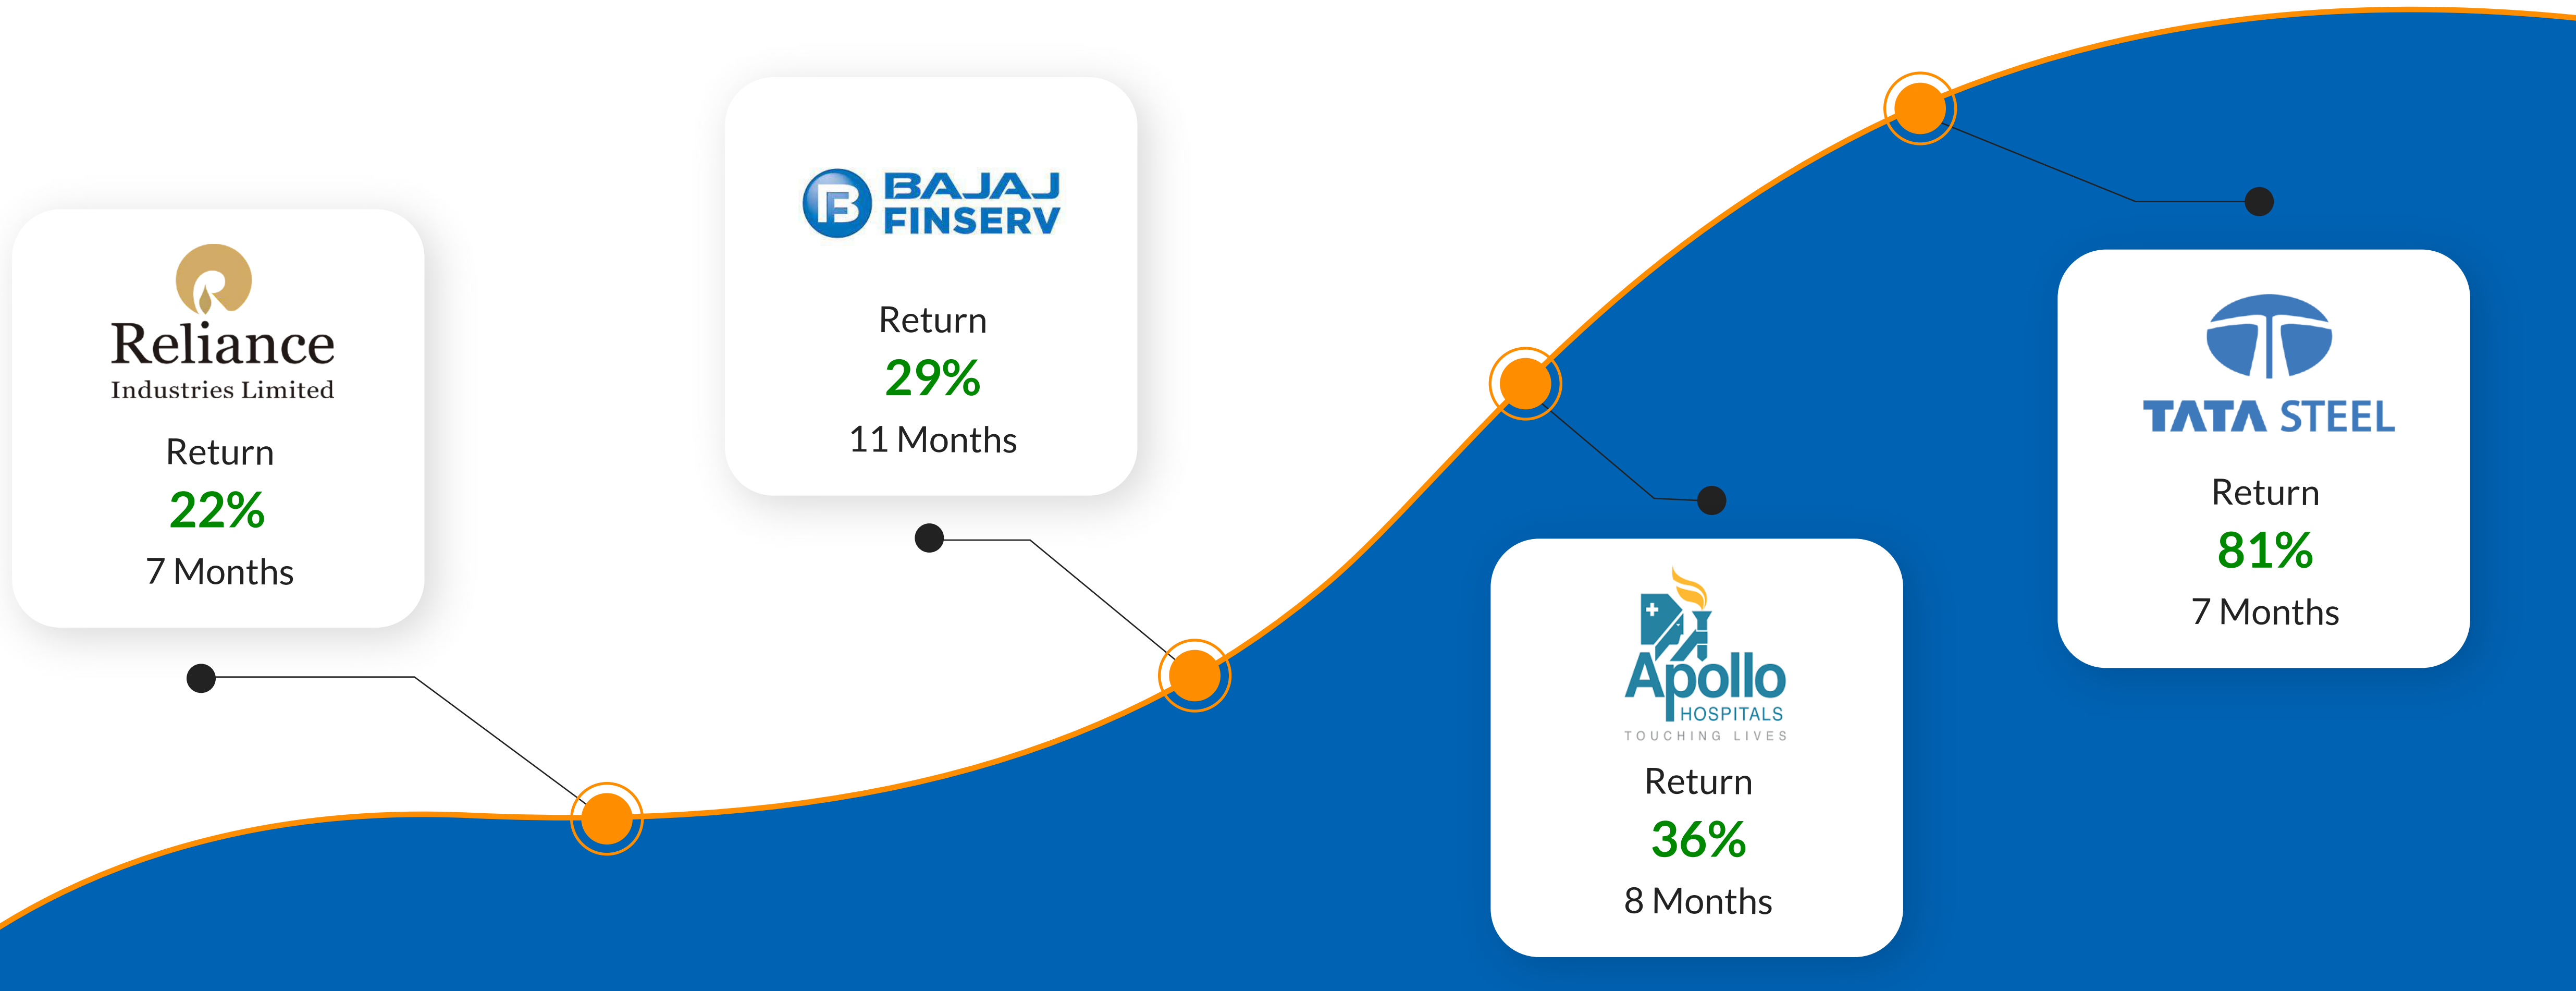 Reliance
Industries Limited
Return
22%
7 Months
BAJAJ
FINSERV
Return
29%
11 Months
Apollo
HOSPITALS
TOUCHING LIVES
Return
36%
8 Months
TATA STEEL
Return
81%
7 Months